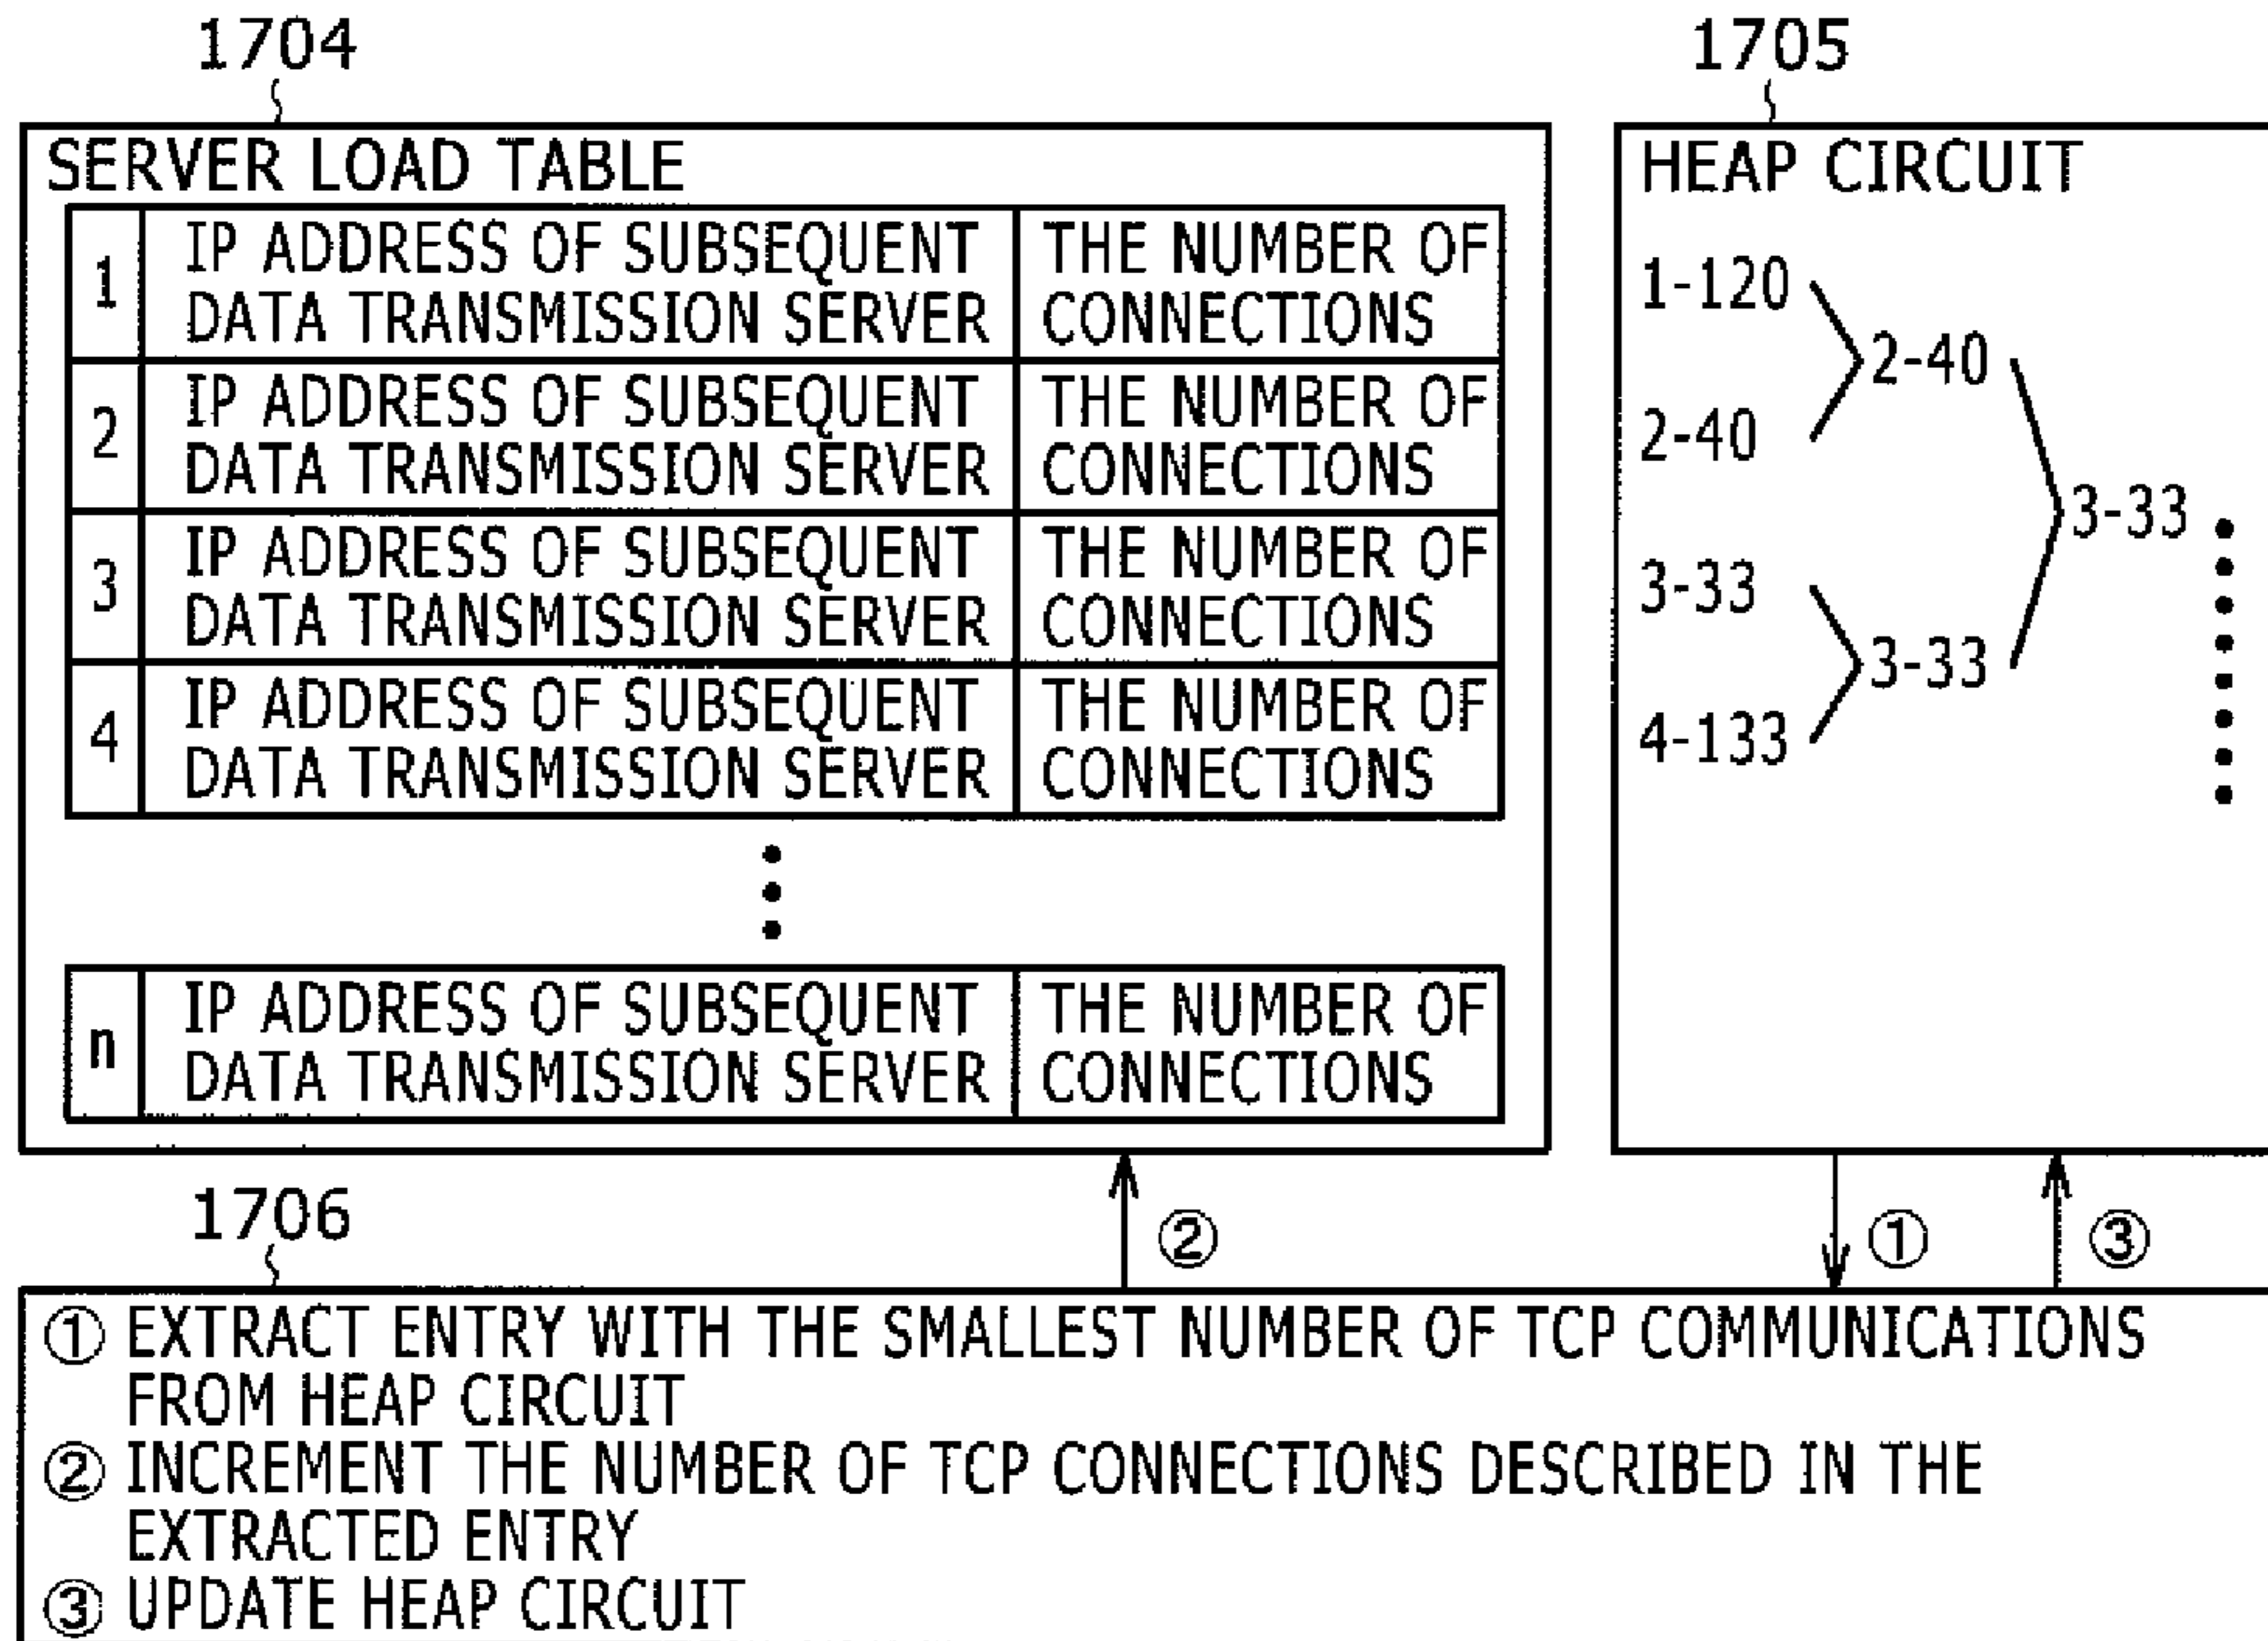 1704
SERVER LOAD TABLE
1
IP ADDRESS OF SUBSEQUENT
DATA TRANSMISSION SERVER
THE NUMBER OF
CONNECTIONS
2
IP ADDRESS OF SUBSEQUENT
DATA TRANSMISSION SERVER
THE NUMBER OF
CONNECTIONS
3
IP ADDRESS OF SUBSEQUENT
DATA TRANSMISSION SERVER
THE NUMBER OF
CONNECTIONS
4
IP ADDRESS OF SUBSEQUENT
DATA TRANSMISSION SERVER
THE NUMBER OF
CONNECTIONS
n
IP ADDRESS OF SUBSEQUENT
DATA TRANSMISSION SERVER
THE NUMBER OF
CONNECTIONS
1705
HEAP CIRCUIT
1-120
2-40
2-40
3-33
3-33
3-33
4-133
②
①
③
1706
① EXTRACT ENTRY WITH THE SMALLEST NUMBER OF TCP COMMUNICATIONS
FROM HEAP CIRCUIT
② INCREMENT THE NUMBER OF TCP CONNECTIONS DESCRIBED IN THE
EXTRACTED ENTRY
③ UPDATE HEAP CIRCUIT